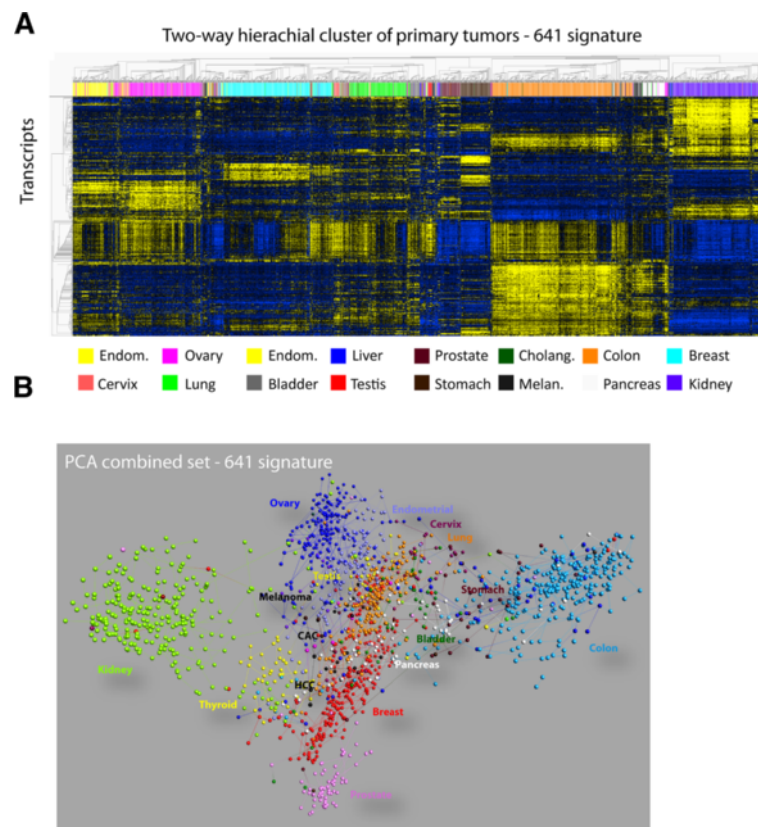 A
Two-way hierachial cluster of primary tumors - 641 signature
Transcripts
Endom. Ovary Endom. Liver Prostate Cholang. Colon Breast
Cervix Lung Bladder Testis Stomach Melan. Pancreas Kidney
B
PCA combined set - 641 signature
Ovary
Endometrial
Cervix
Lung
Testis
Melanoma
Stomach
CAC
Bladder
Colon
Pancreas
Kidney
HCC
Thyroid
Breast
Prostate